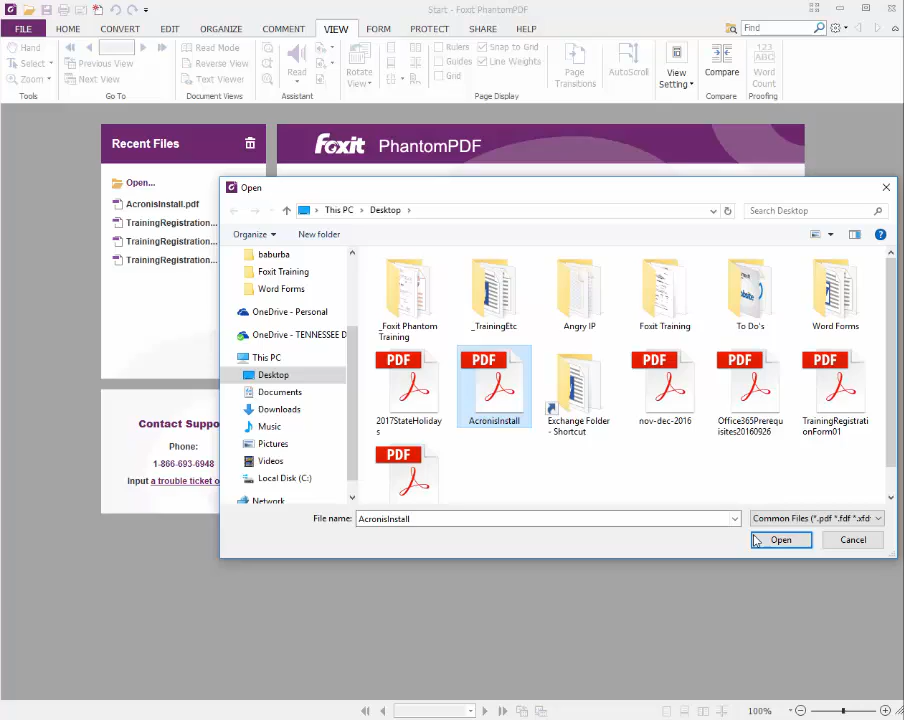 Start - Foxit PhantomPDF
FILE HOME CONVERT EDIT ORGANIZE COMMENT VIEW FORM PROTECT SHARE HELP Find
Hand
Select
Zoom
Tools
Previous View
Next View
Go To
Read Mode
Reverse View
Text Viewer
Document Views
Read
Assistant
Rotate
View
Rulers
Guides
Grid
Snap to Grid
Line Weights
Page Display
Page
Transitions
AutoScroll
View
Setting
Compare
Compare
123
ABC
Word
Count
Proofing
Recent Files
Open...
AcronisInstall.pdf
TrainingRegistration...
TrainingRegistration...
TrainingRegistration...
Foxit PhantomPDF
Contact Suppo
Phone:
1-866-693-6948
Input a trouble ticket o
Open
This PC > Desktop >
Search Desktop
Organize New folder
baburba
Foxit Training
Word Forms
OneDrive - Personal
OneDrive - TENNESSEE D
This PC
Desktop
Documents
Downloads
Music
Pictures
Videos
Local Disk (C:)
Network
_Foxit Phantom
Training
_TrainingEtc
Angry IP
Foxit Training
To Do's
Word Forms
PDF
2017StateHoliday
s
PDF
AcronisInstall
Exchange Folder
- Shortcut
PDF
nov-dec-2016
PDF
Office365Prerequ
isites20160926
PDF
TrainingRegistrati
onForm01
PDF
File name: AcronisInstall
Common Files (*.pdf *.fdf *.xfd
Open Cancel
100%